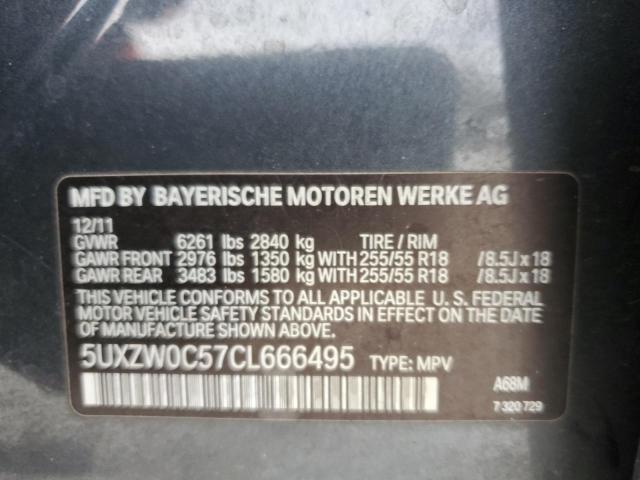 MFD BY BAYERISCHE MOTOREN WERKE AG
12/11
GVWR 6261 lbs 2840 kg TIRE / RIM
GAWR FRONT 2976 lbs 1350 kg WITH 255/55 R18 /8.5J x 18
GAWR REAR 3483 lbs 1580 kg WITH 255/55 R18 /8.5J x 18
THIS VEHICLE CONFORMS TO ALL APPLICABLE U. S. FEDERAL
MOTOR VEHICLE SAFETY STANDARDS IN EFFECT ON THE DATE
OF MANUFACTURE SHOWN ABOVE.
5UXZW0C57CL666495 TYPE: MPV
A68M
7 320 729